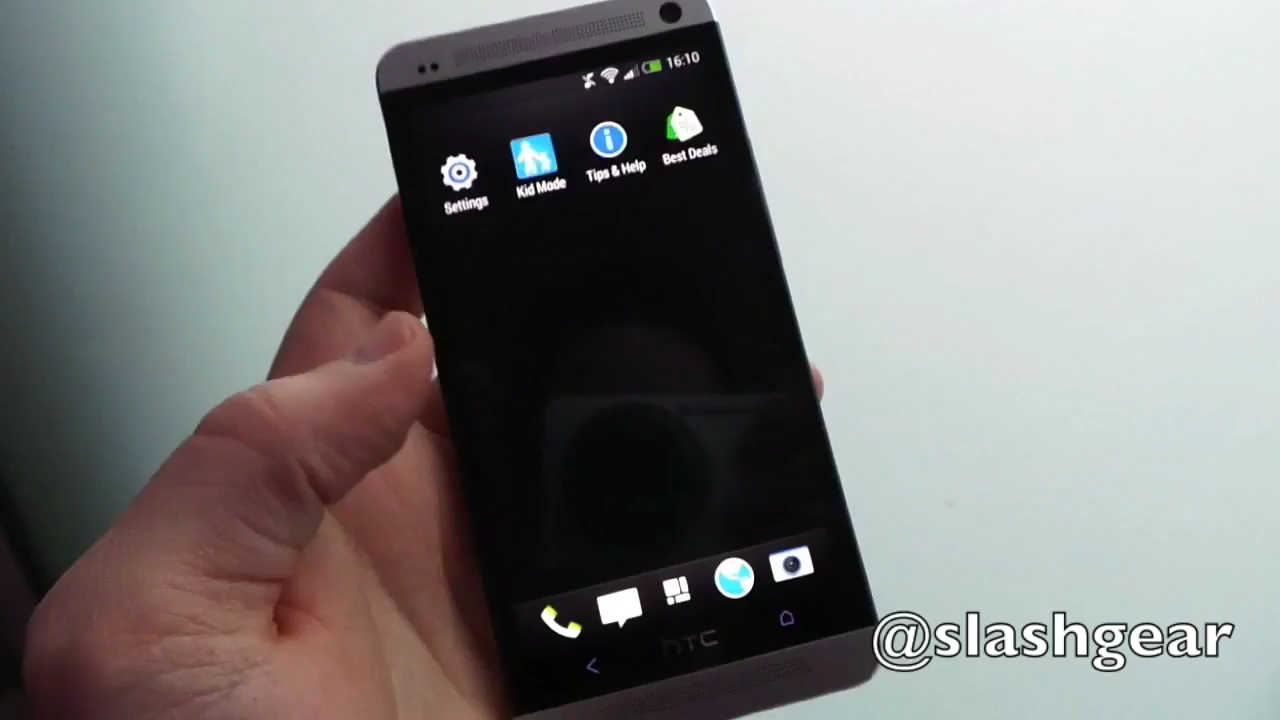 16:10
Settings
Kid Mode
Tips & Help
Best Deals
%
hTC
@slashgear